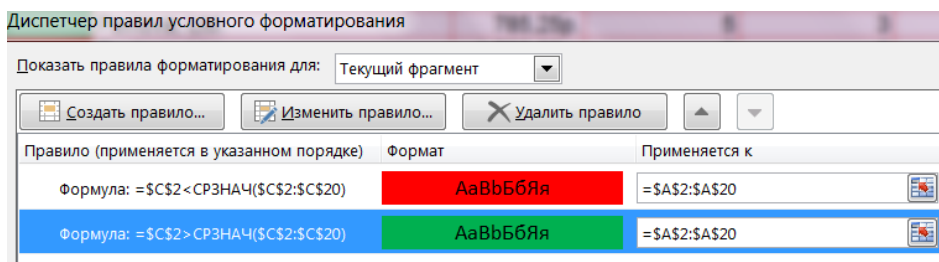 Диспетчер правил условного форматирования
Показать правила форматирования для: Текущий фрагмент
Создать правило... Изменить правило... Удалить правило
Правило (применяется в указанном порядке) Формат Применяется к
Формула: =$C$2<СРЗНАЧ($C$2:$C$20) АаВbБбЯя =$A$2:$A$20
Формула: =$C$2>СРЗНАЧ($C$2:$C$20) АаВbБбЯя =$A$2:$A$20